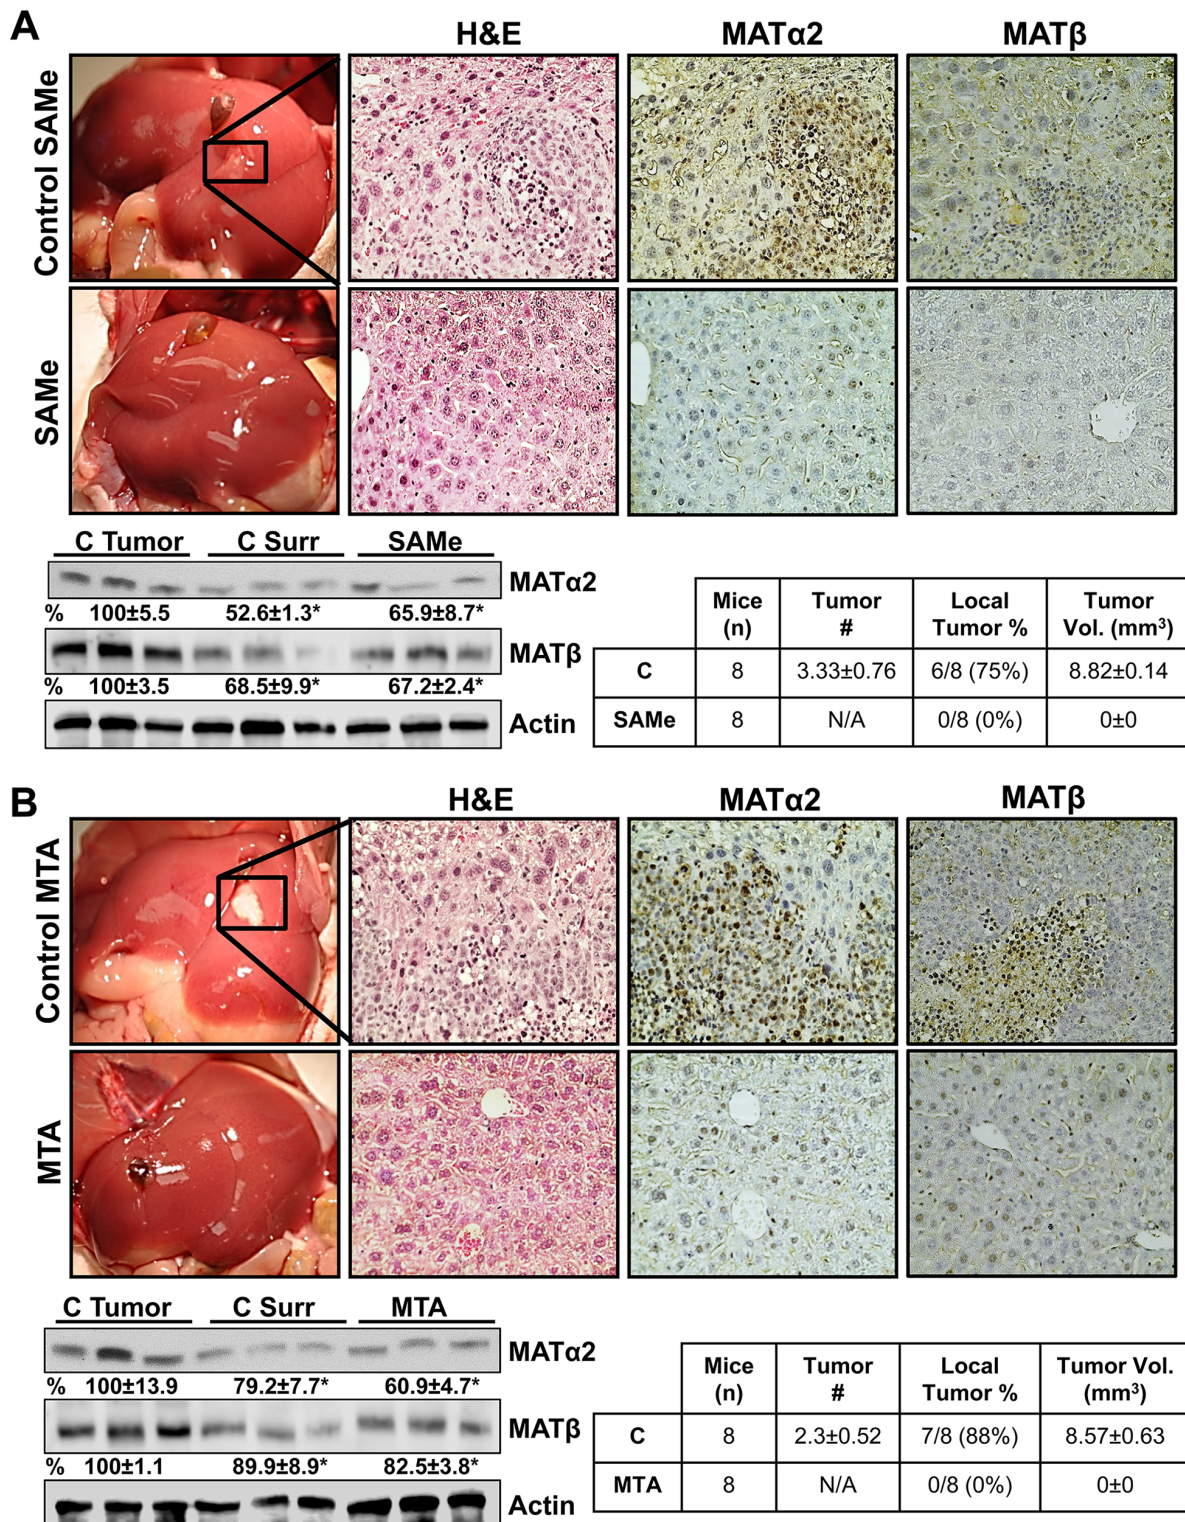 A
H&E
MATα2
MATβ
Control SAMe
SAMe
C Tumor
C Surr
SAMe
MATα2
% 100±5.5 52.6±1.3* 65.9±8.7*
MATβ
% 100±3.5 68.5±9.9* 67.2±2.4*
Actin
Mice (n) Tumor # Local Tumor % Tumor Vol. (mm³)
C 8 3.33±0.76 6/8 (75%) 8.82±0.14
SAMe 8 N/A 0/8 (0%) 0±0
B
H&E
MATα2
MATβ
Control MTA
MTA
C Tumor
C Surr
MTA
MATα2
% 100±13.9 79.2±7.7* 60.9±4.7*
MATβ
% 100±1.1 89.9±8.9* 82.5±3.8*
Actin
Mice (n) Tumor # Local Tumor % Tumor Vol. (mm³)
C 8 2.3±0.52 7/8 (88%) 8.57±0.63
MTA 8 N/A 0/8 (0%) 0±0